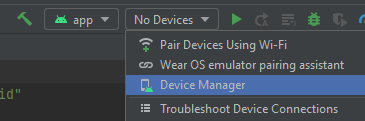 app No Devices
Pair Devices Using Wi-Fi
Wear OS emulator pairing assistant
Device Manager
id"
Troubleshoot Device Connections